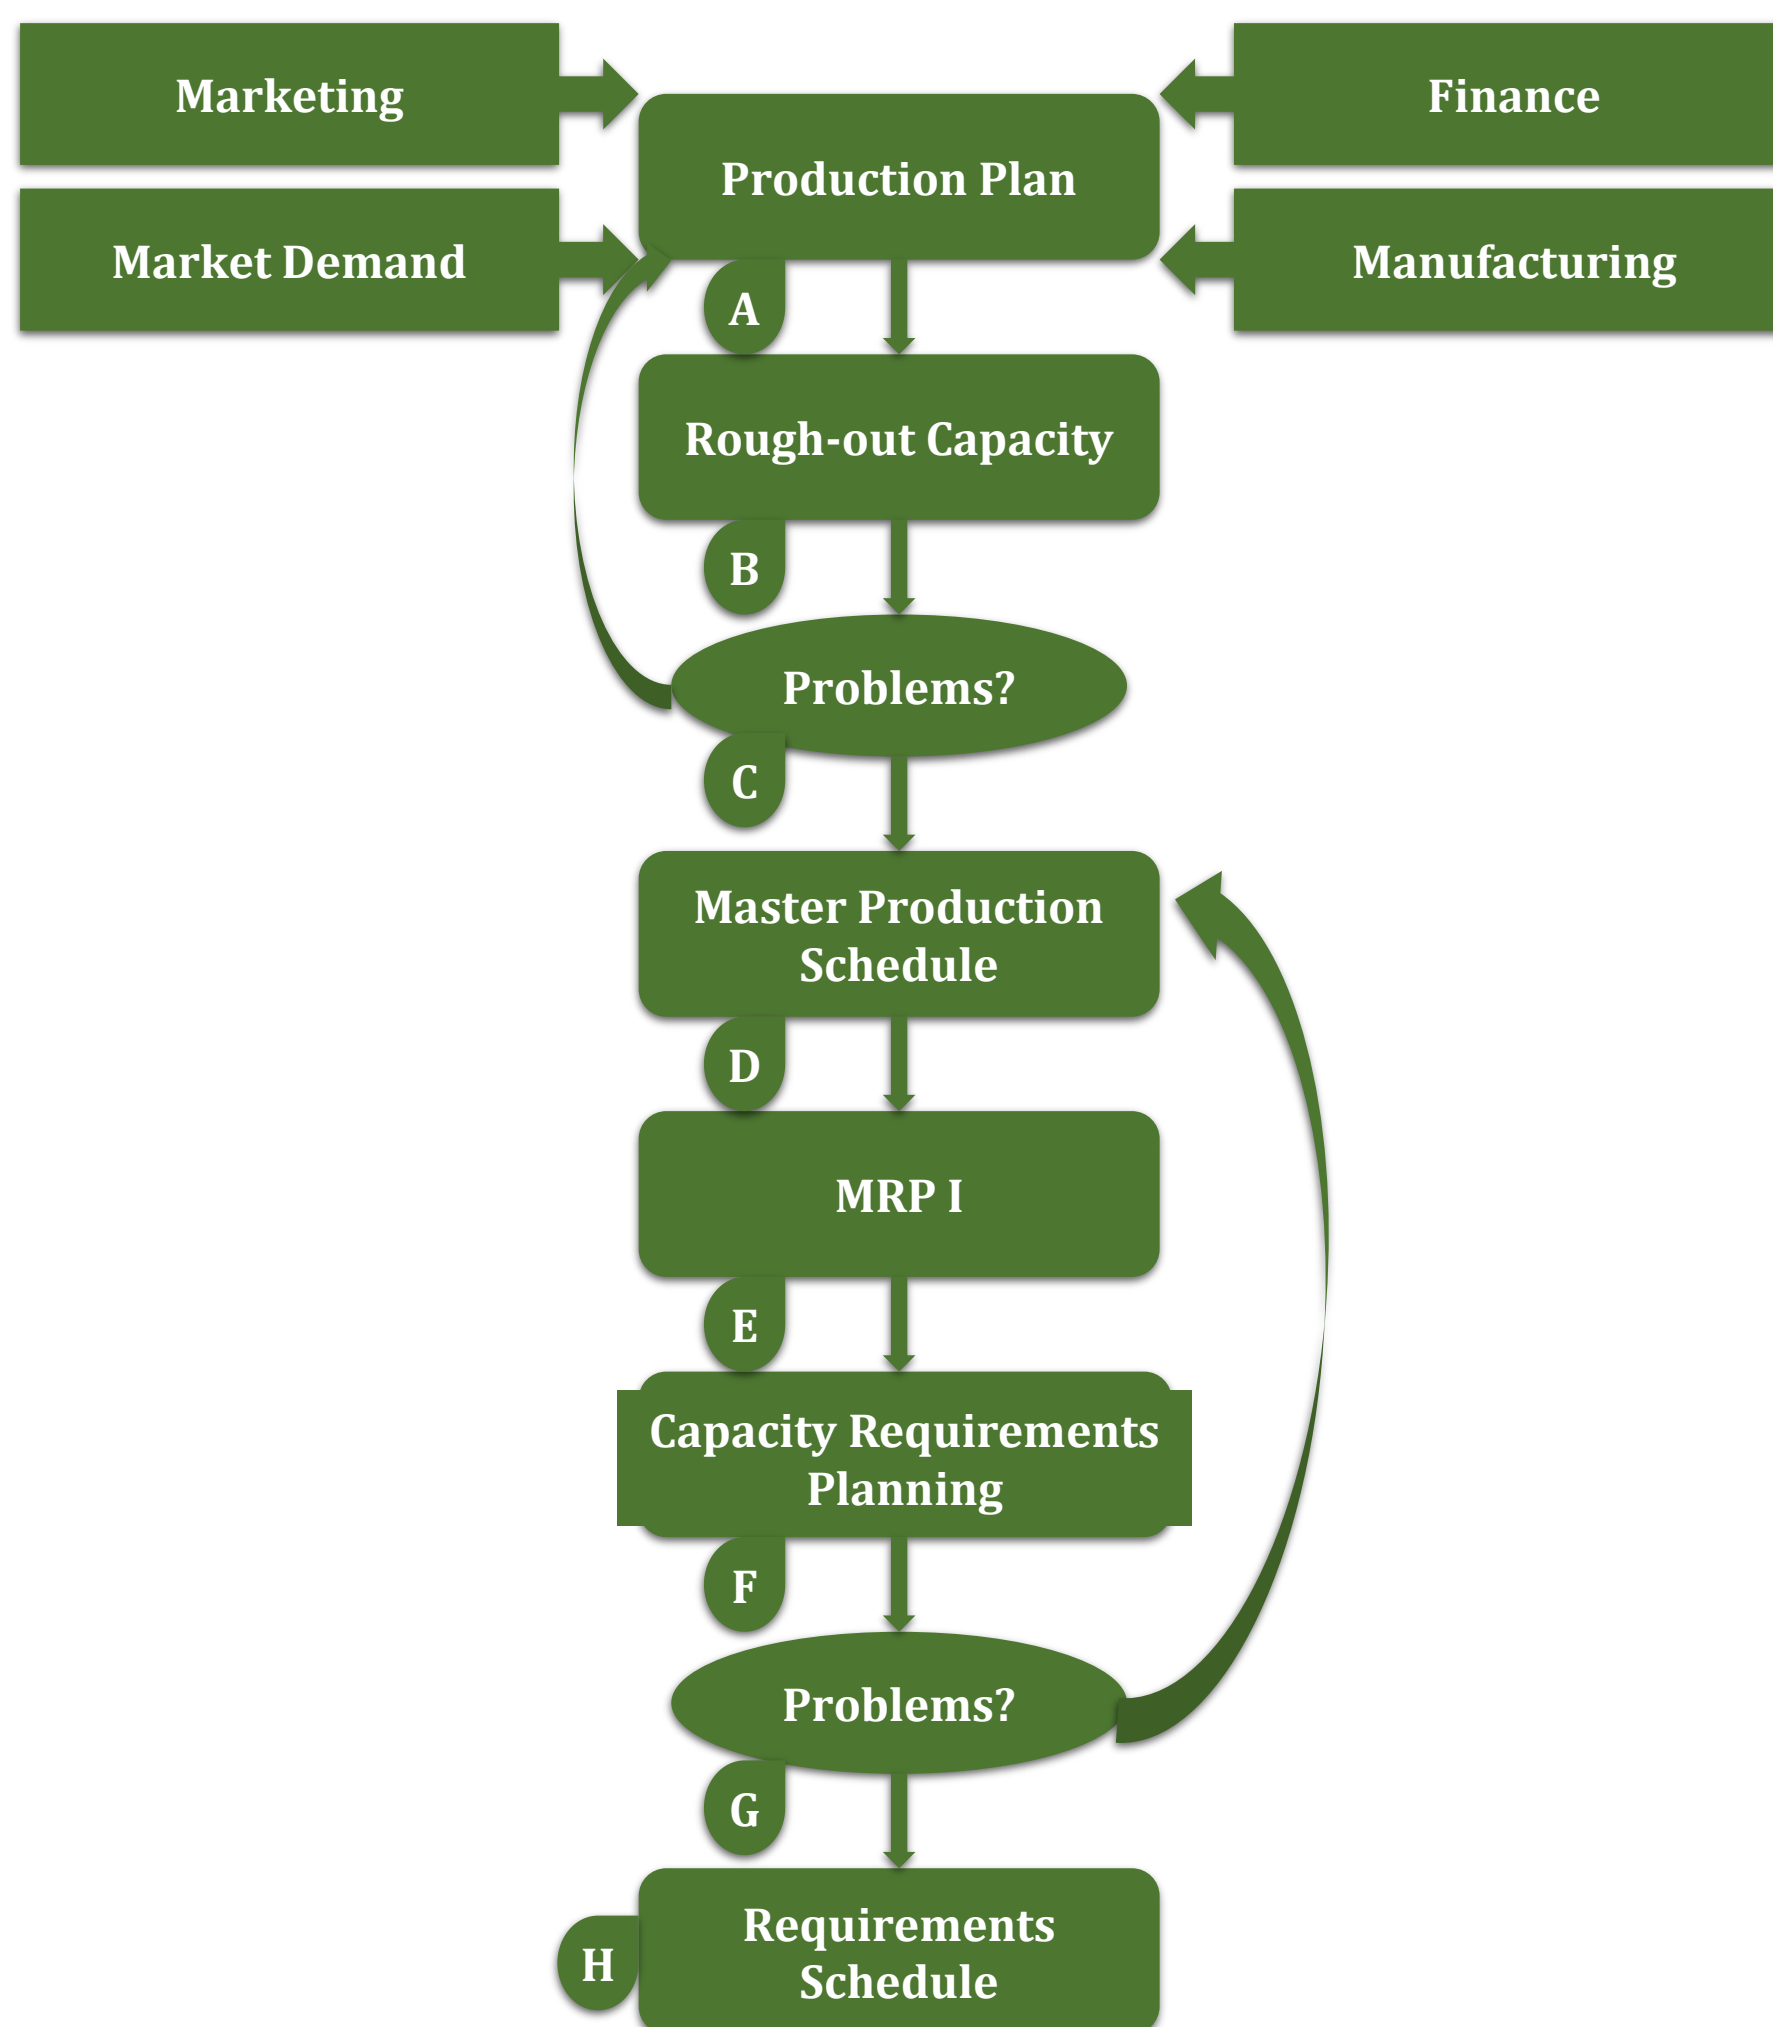 Marketing
Finance
Production Plan
Market Demand
Manufacturing
A
Rough-out Capacity
B
Problems?
C
Master Production
Schedule
D
MRP I
E
Capacity Requirements
Planning
F
Problems?
G
Requirements
Schedule
H